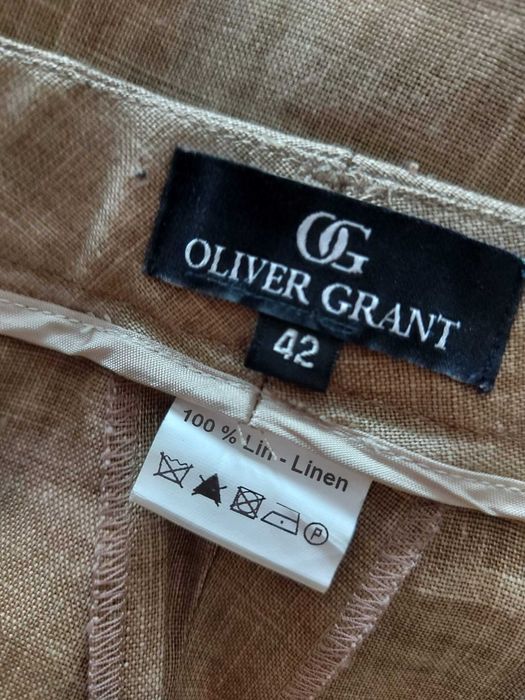 OG
OLIVER GRANT
42
100 % Lin - Linen
P